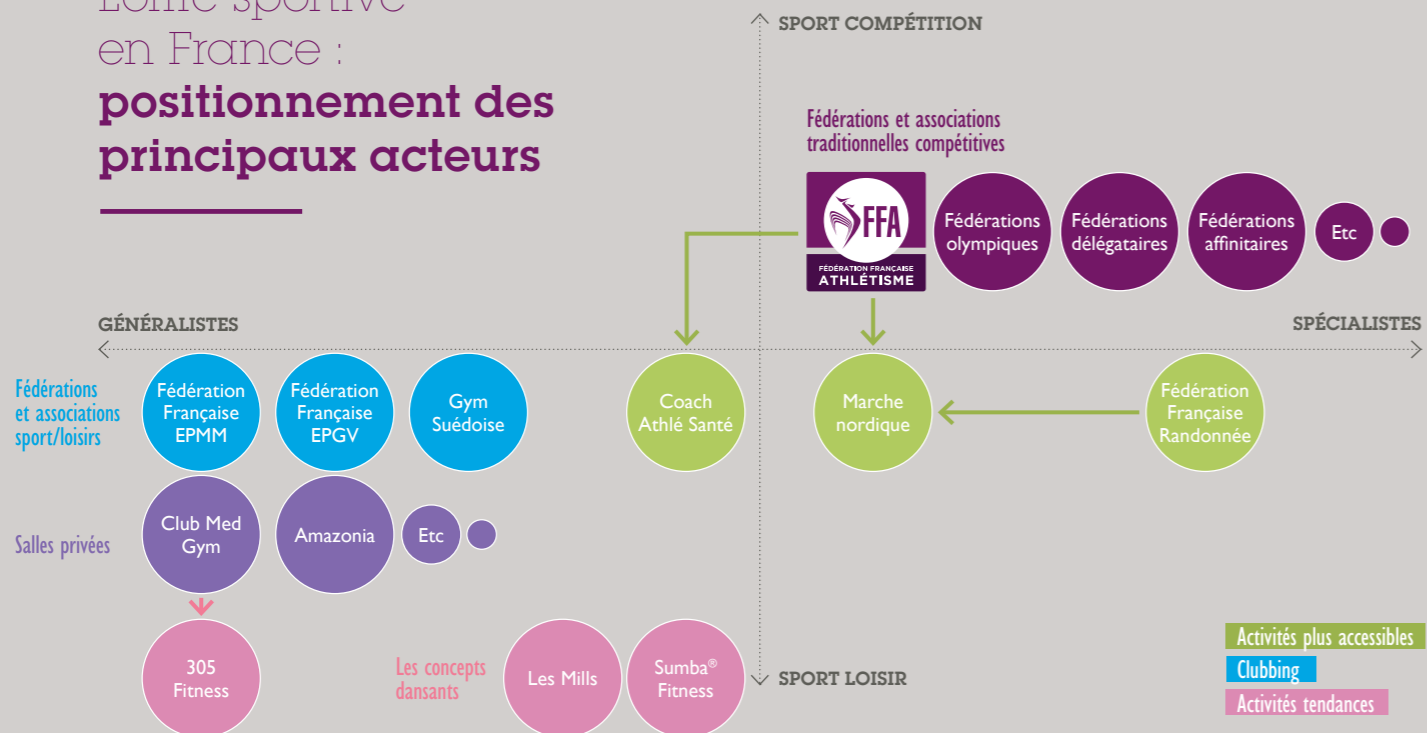 en France :
positionnement des
principaux acteurs
SPORT COMPÉTITION
Fédérations et associations
traditionnelles compétitives
FFA
FÉDÉRATION FRANÇAISE
ATHLÉTISME
Fédérations
olympiques
Fédérations
délégataires
Fédérations
affinitaires
Etc
GÉNÉRALISTES
SPÉCIALISTES
Fédérations
et associations
sport/loisirs
Fédération
Française
EPMM
Fédération
Française
EPGV
Gym
Suédoise
Coach
Athlé Santé
Marche
nordique
Fédération
Française
Randonnée
Salles privées
Club Med
Gym
Amazonia
Etc
305
Fitness
Les concepts
dansants
Les Mills
Sumba®
Fitness
SPORT LOISIR
Activités plus accessibles
Clubbing
Activités tendances